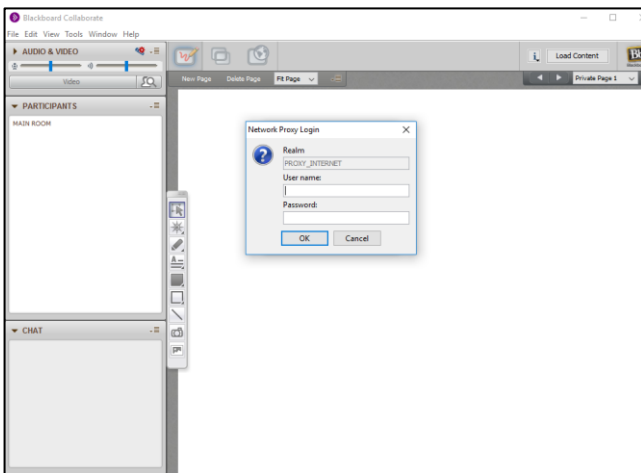 Blackboard Collaborate
File Edit View Tools Window Help
AUDIO & VIDEO
Video
PARTICIPANTS
MAIN ROOM
CHAT
Load Content
New Page Delete Page Fit Page
Private Page 1
Network Proxy Login
Realm
PROXY_INTERNET
User name:
Password:
OK Cancel